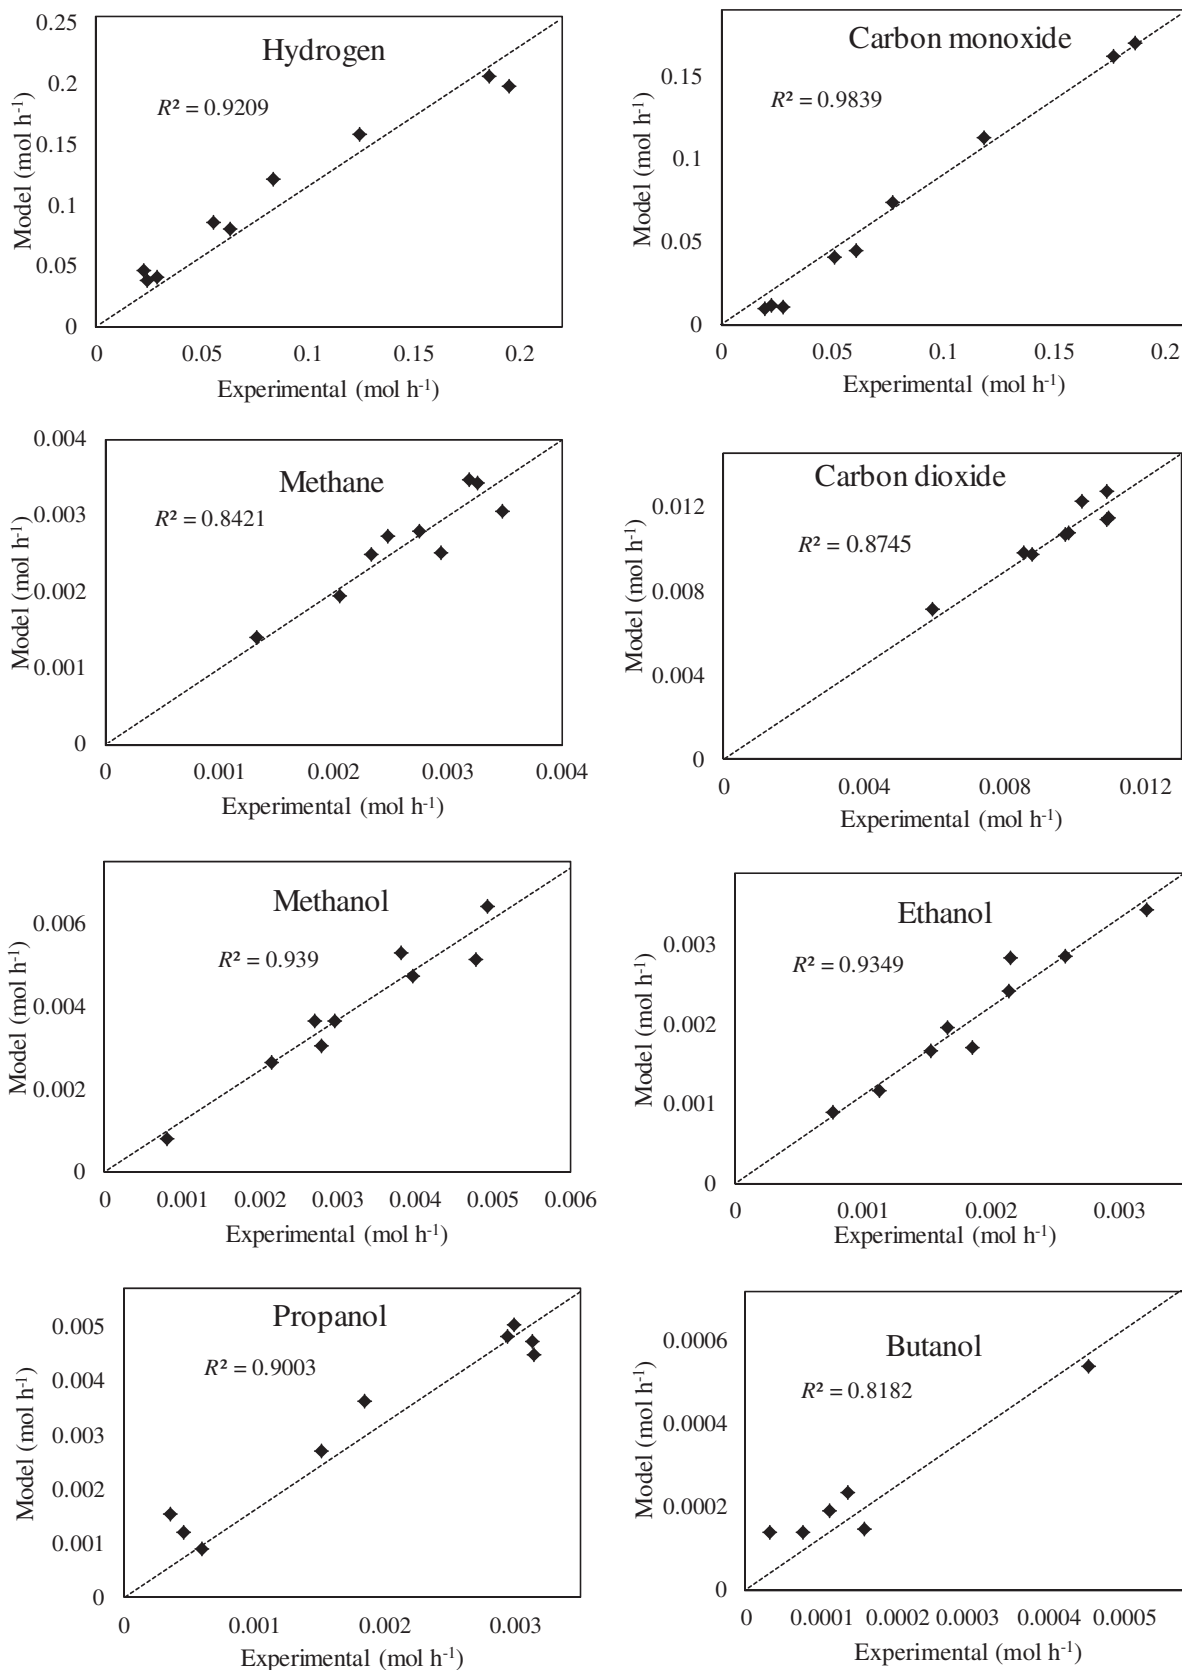 Hydrogen
R² = 0.9209
Model (mol h⁻¹)
0.25
0.2
0.15
0.1
0.05
0
0 0.05 0.1 0.15 0.2
Experimental (mol h⁻¹)
Carbon monoxide
R² = 0.9839
Model (mol h⁻¹)
0.15
0.1
0.05
0
0 0.05 0.1 0.15 0.2
Experimental (mol h⁻¹)
Methane
R² = 0.8421
Model (mol h⁻¹)
0.004
0.003
0.002
0.001
0
0 0.001 0.002 0.003 0.004
Experimental (mol h⁻¹)
Carbon dioxide
R² = 0.8745
Model (mol h⁻¹)
0.012
0.008
0.004
0
0 0.004 0.008 0.012
Experimental (mol h⁻¹)
Methanol
R² = 0.939
Model (mol h⁻¹)
0.006
0.004
0.002
0
0 0.001 0.002 0.003 0.004 0.005 0.006
Experimental (mol h⁻¹)
Ethanol
R² = 0.9349
Model (mol h⁻¹)
0.003
0.002
0.001
0
0 0.001 0.002 0.003
Experimental (mol h⁻¹)
Propanol
R² = 0.9003
Model (mol h⁻¹)
0.005
0.004
0.003
0.002
0.001
0
0 0.001 0.002 0.003
Experimental (mol h⁻¹)
Butanol
R² = 0.8182
Model (mol h⁻¹)
0.0006
0.0004
0.0002
0
0 0.0001 0.0002 0.0003 0.0004 0.0005
Experimental (mol h⁻¹)